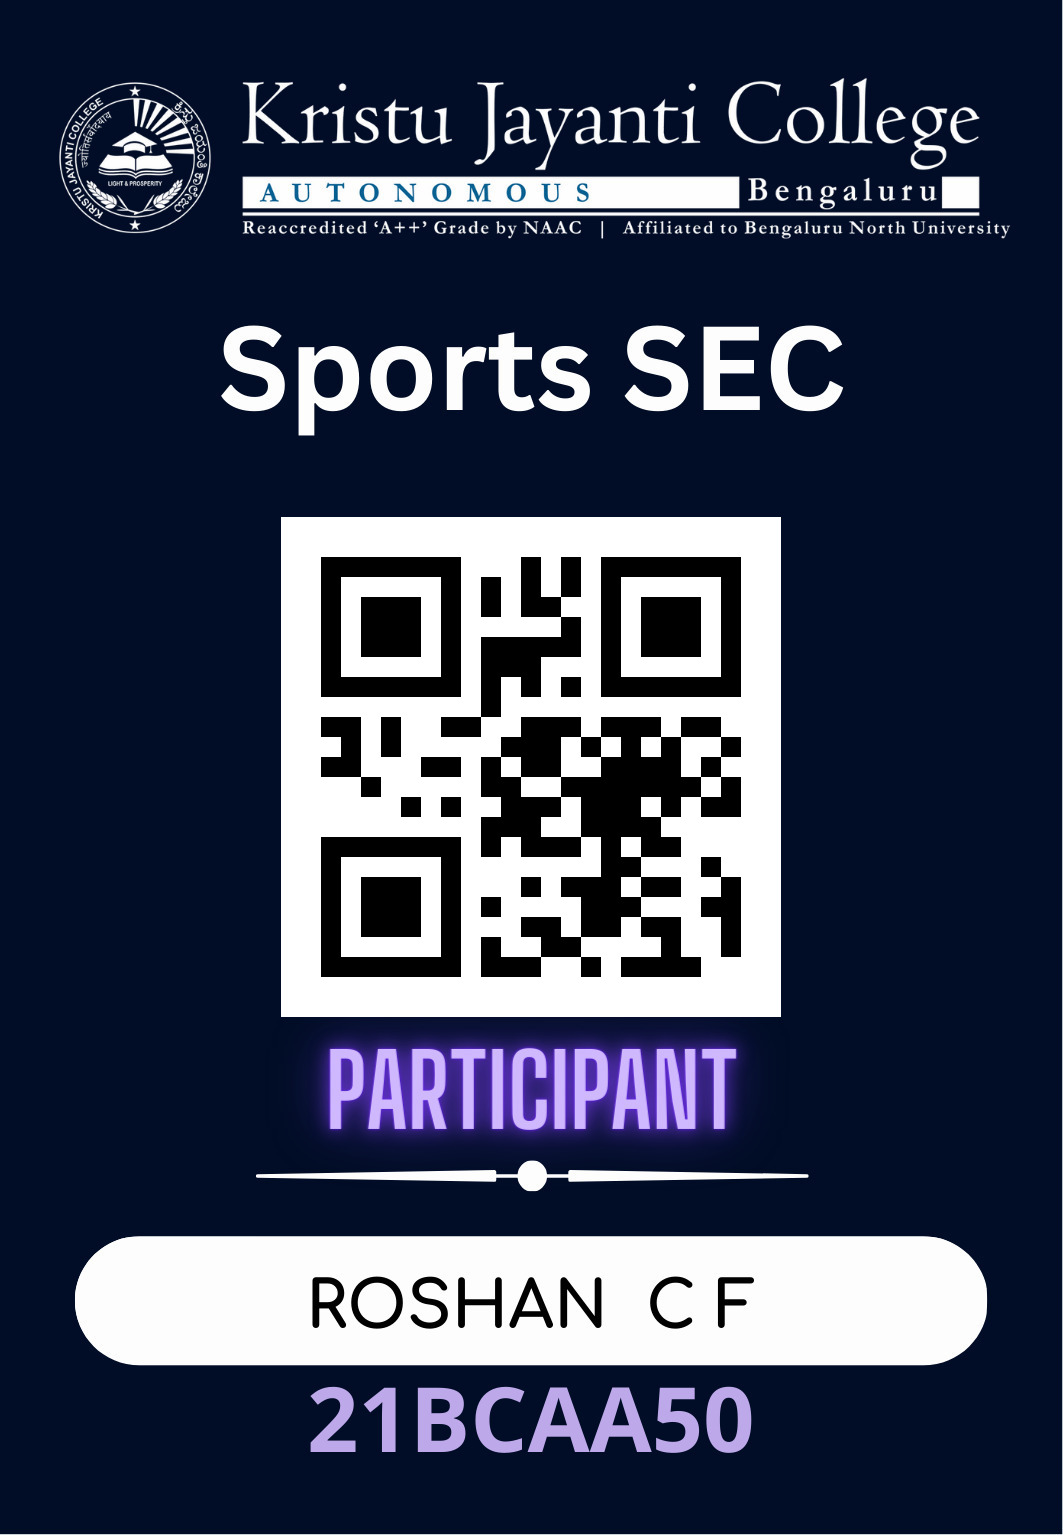 KRISTU JAYANTI COLLEGE
ಕ್ರಿಸ್ತು ಜಯಂತಿ ಕಾಲೇಜು
LIGHT & PROSPERITY
Kristu Jayanti College
AUTONOMOUS Bengaluru
Reaccredited ‘A++’ Grade by NAAC | Affiliated to Bengaluru North University
Sports SEC
PARTICIPANT
ROSHAN C F
21BCAA50